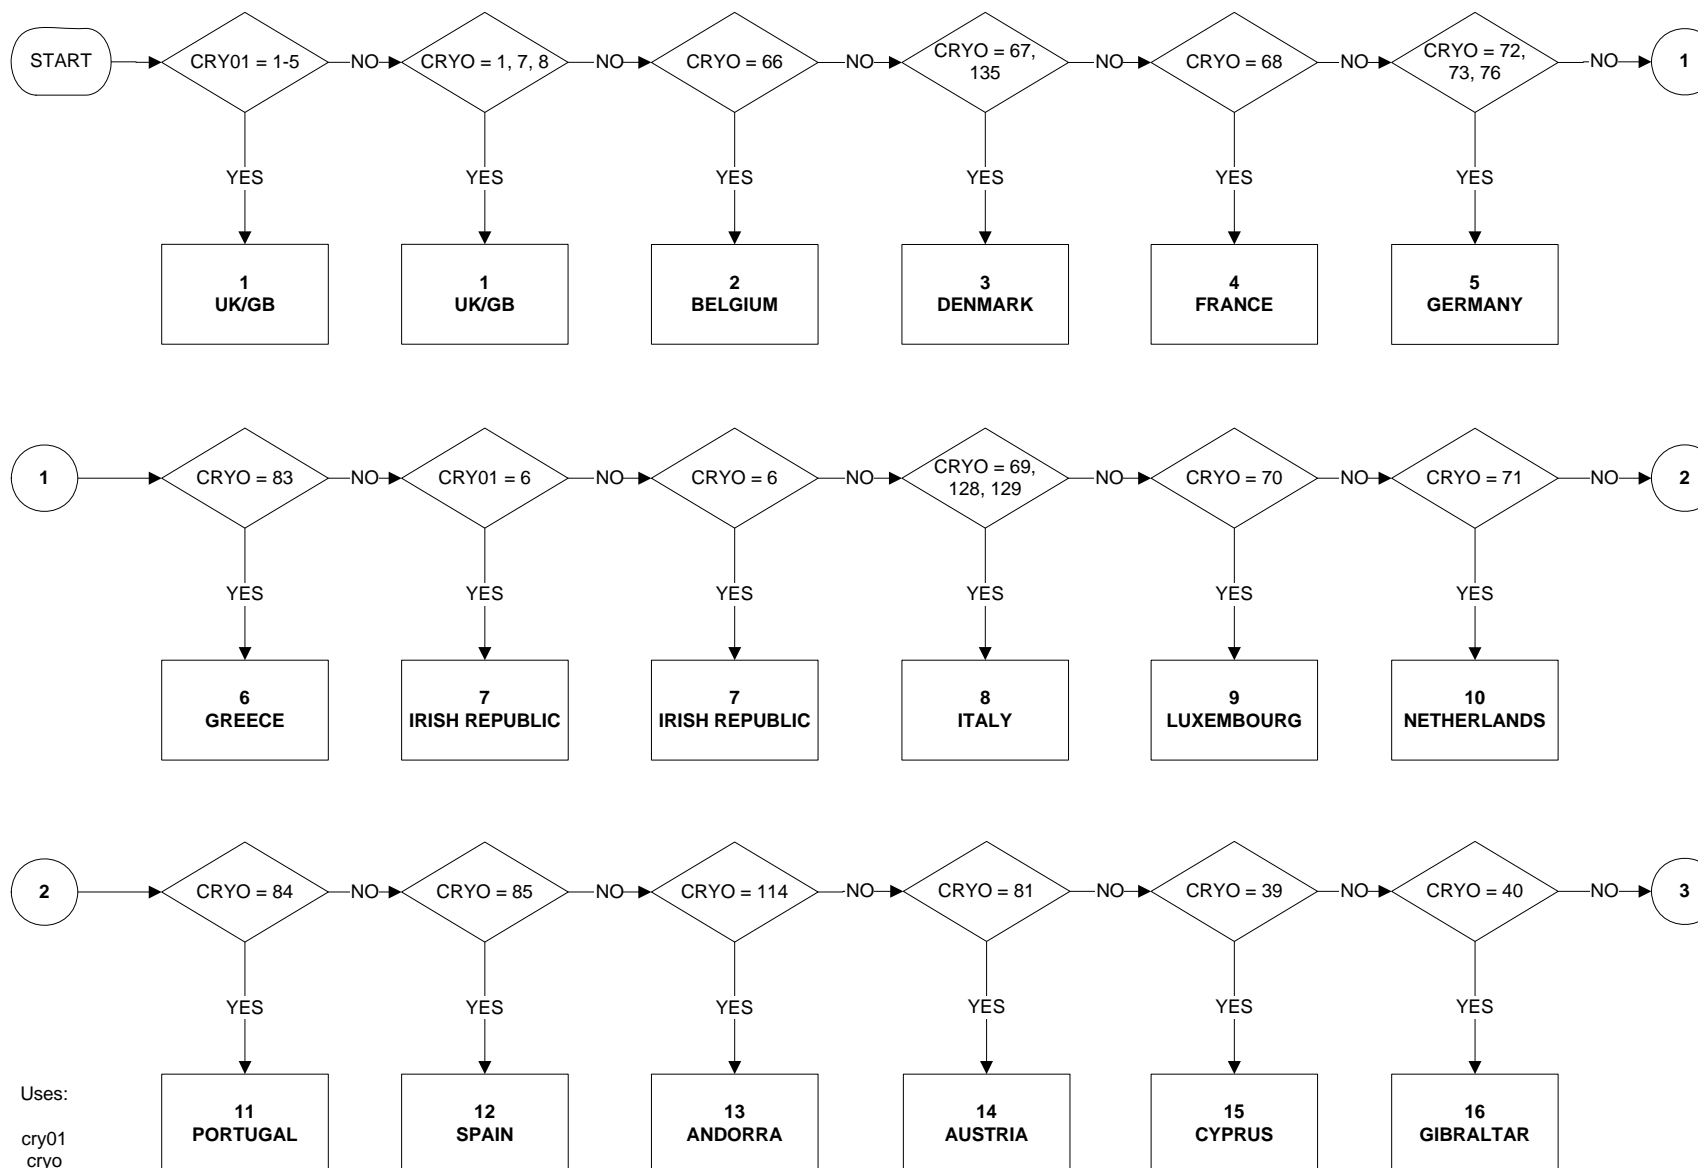 START
CRY01 = 1-5
NO
CRYO = 1, 7, 8
NO
CRYO = 66
NO
CRYO = 67,
135
NO
CRYO = 68
NO
CRYO = 72,
73, 76
NO
1
YES
YES
YES
YES
YES
YES
1
UK/GB
1
UK/GB
2
BELGIUM
3
DENMARK
4
FRANCE
5
GERMANY
1
CRYO = 83
NO
CRY01 = 6
NO
CRYO = 6
NO
CRYO = 69,
128, 129
NO
CRYO = 70
NO
CRYO = 71
NO
2
YES
YES
YES
YES
YES
YES
6
GREECE
7
IRISH REPUBLIC
7
IRISH REPUBLIC
8
ITALY
9
LUXEMBOURG
10
NETHERLANDS
2
CRYO = 84
NO
CRYO = 85
NO
CRYO = 114
NO
CRYO = 81
NO
CRYO = 39
NO
CRYO = 40
NO
3
YES
YES
YES
YES
YES
YES
11
PORTUGAL
12
SPAIN
13
ANDORRA
14
AUSTRIA
15
CYPRUS
16
GIBRALTAR
Uses:
cry01
cryo